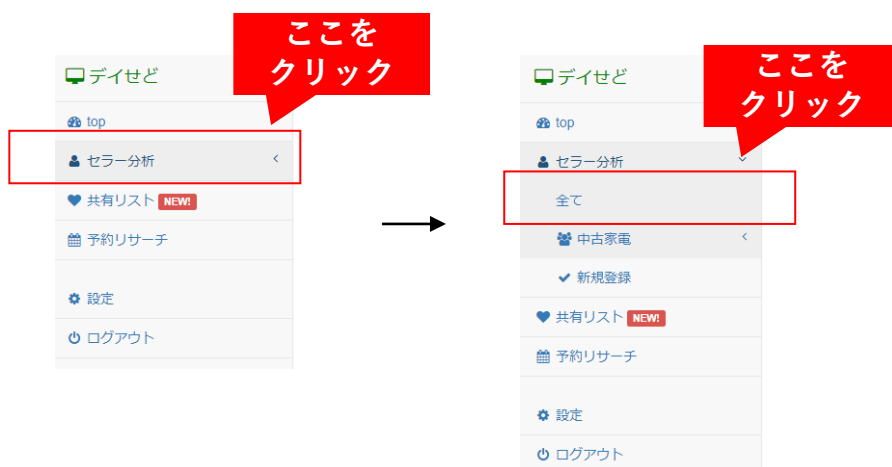 ここを
クリック
デイせど
top
セラー分析
共有リスト NEW!
予約リサーチ
設定
ログアウト
ここを
クリック
デイせど
top
セラー分析
全て
中古家電
新規登録
共有リスト NEW!
予約リサーチ
設定
ログアウト